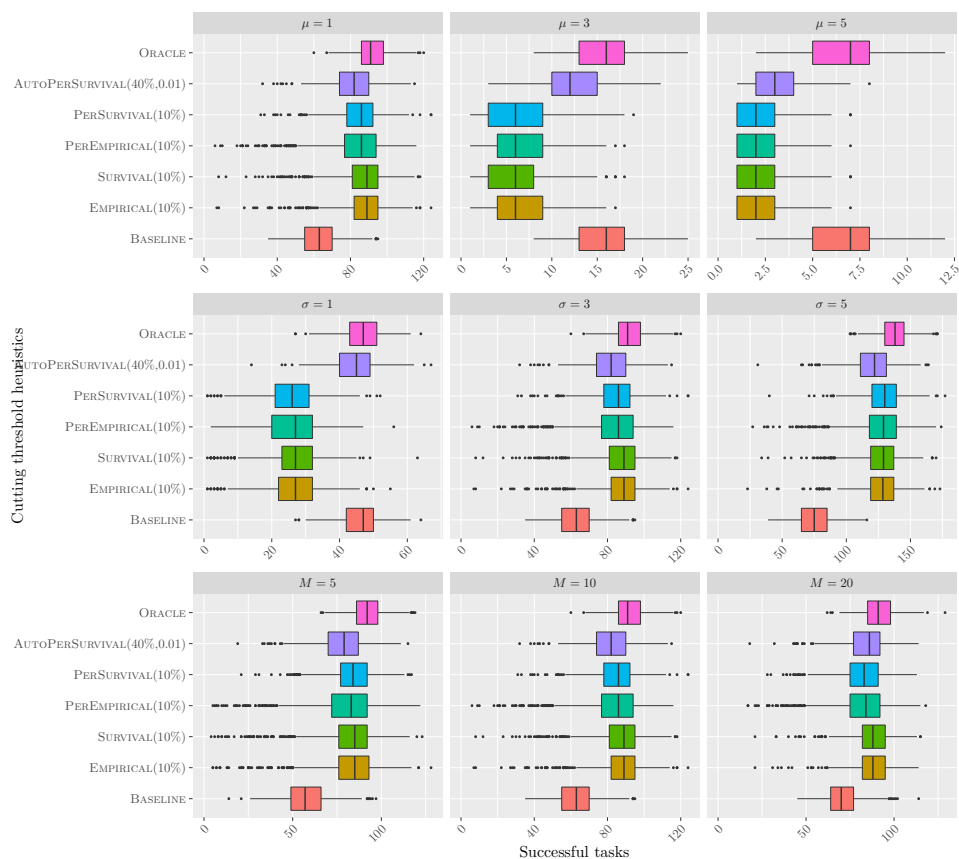 μ = 1
μ = 3
μ = 5
ORACLE
AUTOPERSURVIVAL(40%,0.01)
PERSURVIVAL(10%)
PEREMPIRICAL(10%)
SURVIVAL(10%)
EMPIRICAL(10%)
BASELINE
0 40 80 120
0 5 10 15 20 25
0.0 2.5 5.0 7.5 10.0 12.5
σ = 1
σ = 3
σ = 5
ORACLE
AUTOPERSURVIVAL(40%,0.01)
PERSURVIVAL(10%)
PEREMPIRICAL(10%)
SURVIVAL(10%)
EMPIRICAL(10%)
BASELINE
0 20 40 60
0 40 80 120
0 50 100 150
Cutting threshold heuristics
M = 5
M = 10
M = 20
ORACLE
AUTOPERSURVIVAL(40%,0.01)
PERSURVIVAL(10%)
PEREMPIRICAL(10%)
SURVIVAL(10%)
EMPIRICAL(10%)
BASELINE
0 50 100
0 40 80 120
0 50 100
Successful tasks